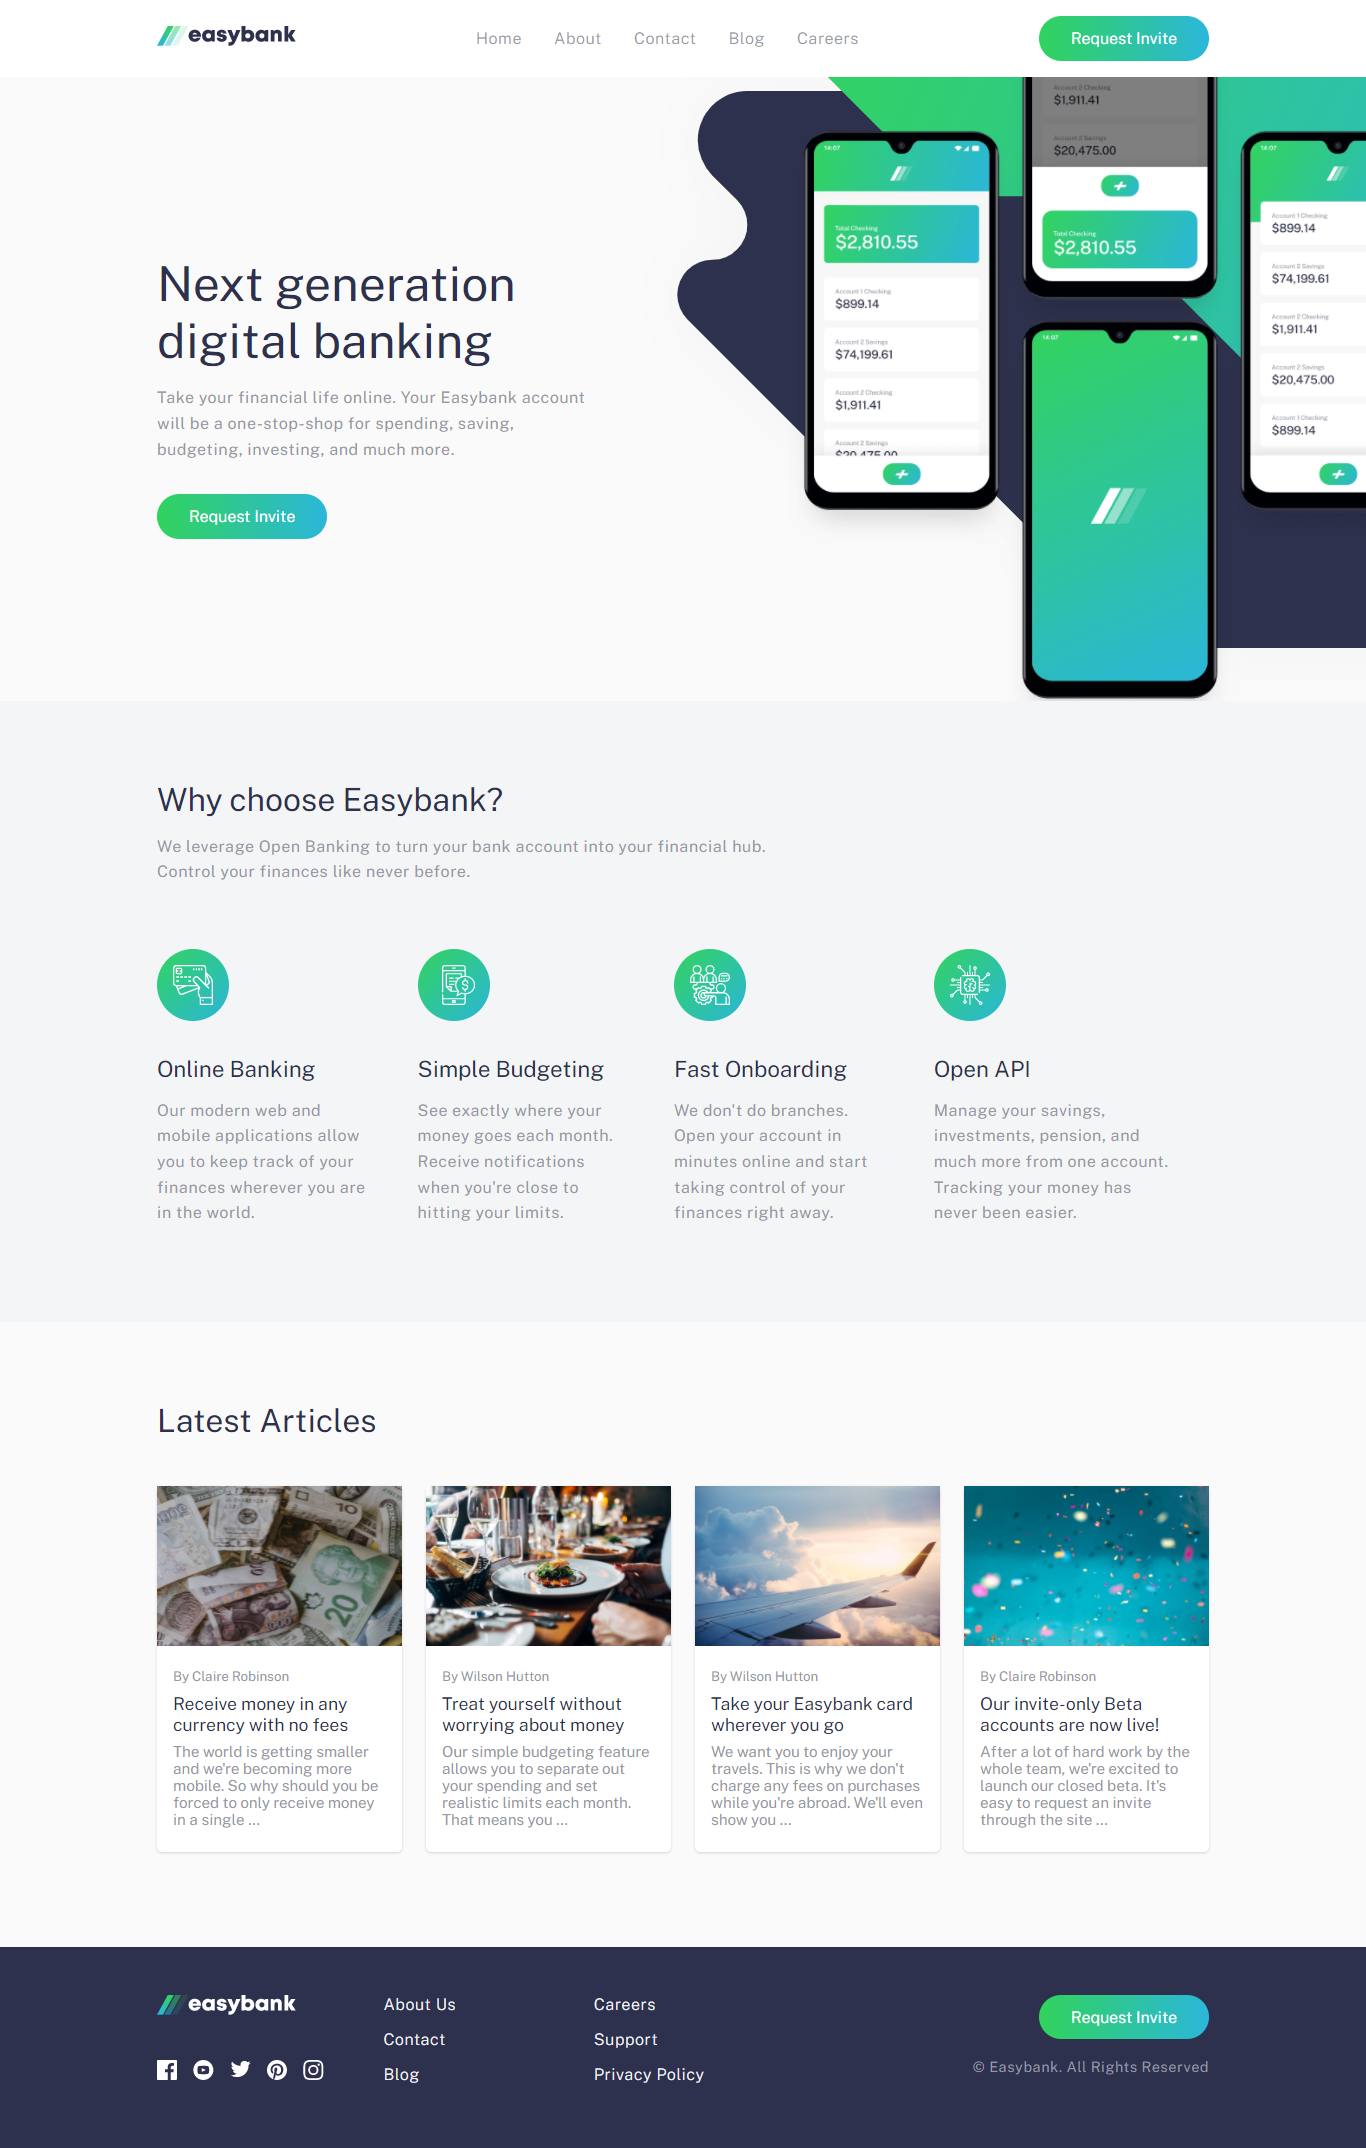 easybank
Home
About
Contact
Blog
Careers
Request Invite
Next generation
digital banking
Take your financial life online. Your Easybank account
will be a one-stop-shop for spending, saving,
budgeting, investing, and much more.
Request Invite
14:07
Total Checking
$2,810.55
Account 1 Checking
$899.14
Account 2 Savings
$74,199.61
Account 2 Checking
$1,911.41
Account 2 Savings
$20,475.00
Account 2 Checking
$1,911.41
Account 2 Savings
$20,475.00
Total Checking
$2,810.55
14:07
14:07
Account 1 Checking
$899.14
Account 2 Savings
$74,199.61
Account 2 Checking
$1,911.41
Account 2 Savings
$20,475.00
Account 1 Checking
$899.14
Why choose Easybank?
We leverage Open Banking to turn your bank account into your financial hub.
Control your finances like never before.
Online Banking
Our modern web and
mobile applications allow
you to keep track of your
finances wherever you are
in the world.
Simple Budgeting
See exactly where your
money goes each month.
Receive notifications
when you're close to
hitting your limits.
Fast Onboarding
We don't do branches.
Open your account in
minutes online and start
taking control of your
finances right away.
Open API
Manage your savings,
investments, pension, and
much more from one account.
Tracking your money has
never been easier.
Latest Articles
10
20
By Claire Robinson
Receive money in any
currency with no fees
The world is getting smaller
and we're becoming more
mobile. So why should you be
forced to only receive money
in a single ...
By Wilson Hutton
Treat yourself without
worrying about money
Our simple budgeting feature
allows you to separate out
your spending and set
realistic limits each month.
That means you ...
By Wilson Hutton
Take your Easybank card
wherever you go
We want you to enjoy your
travels. This is why we don't
charge any fees on purchases
while you're abroad. We'll even
show you ...
By Claire Robinson
Our invite-only Beta
accounts are now live!
After a lot of hard work by the
whole team, we're excited to
launch our closed beta. It's
easy to request an invite
through the site ...
easybank
About Us
Contact
Blog
Careers
Support
Privacy Policy
Request Invite
© Easybank. All Rights Reserved